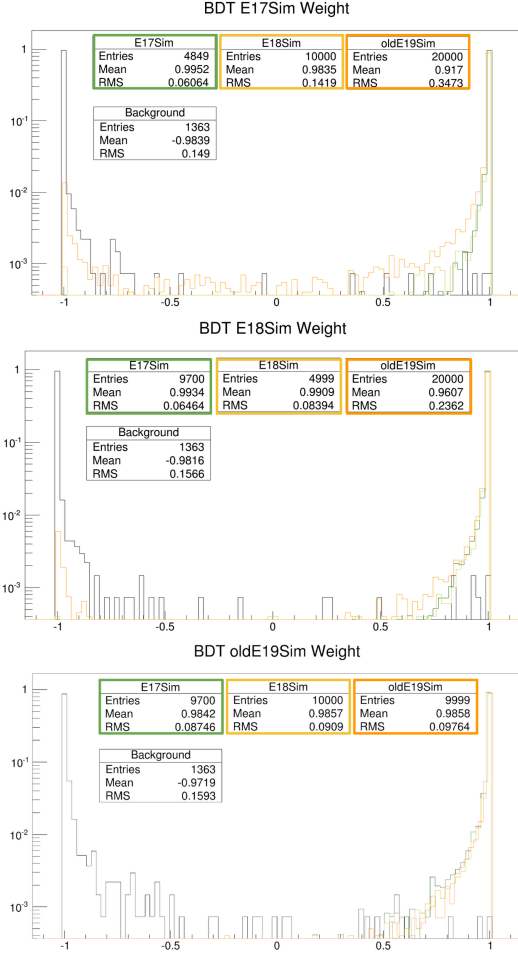 BDT E17Sim Weight
E17Sim E18Sim oldE19Sim
Entries 4849 Entries 10000 Entries 20000
Mean 0.9952 Mean 0.9835 Mean 0.917
RMS 0.06064 RMS 0.1419 RMS 0.3473
Background
Entries 1363
Mean -0.9839
RMS 0.149
1
10-1
10-2
10-3
-1 -0.5 0 0.5 1
BDT E18Sim Weight
E17Sim E18Sim oldE19Sim
Entries 9700 Entries 4999 Entries 20000
Mean 0.9934 Mean 0.9909 Mean 0.9607
RMS 0.06464 RMS 0.08394 RMS 0.2362
Background
Entries 1363
Mean -0.9816
RMS 0.1566
1
10-1
10-2
10-3
-1 -0.5 0 0.5 1
BDT oldE19Sim Weight
E17Sim E18Sim oldE19Sim
Entries 9700 Entries 10000 Entries 9999
Mean 0.9842 Mean 0.9857 Mean 0.9858
RMS 0.08746 RMS 0.0909 RMS 0.09764
Background
Entries 1363
Mean -0.9719
RMS 0.1593
1
10-1
10-2
10-3
-1 -0.5 0 0.5 1